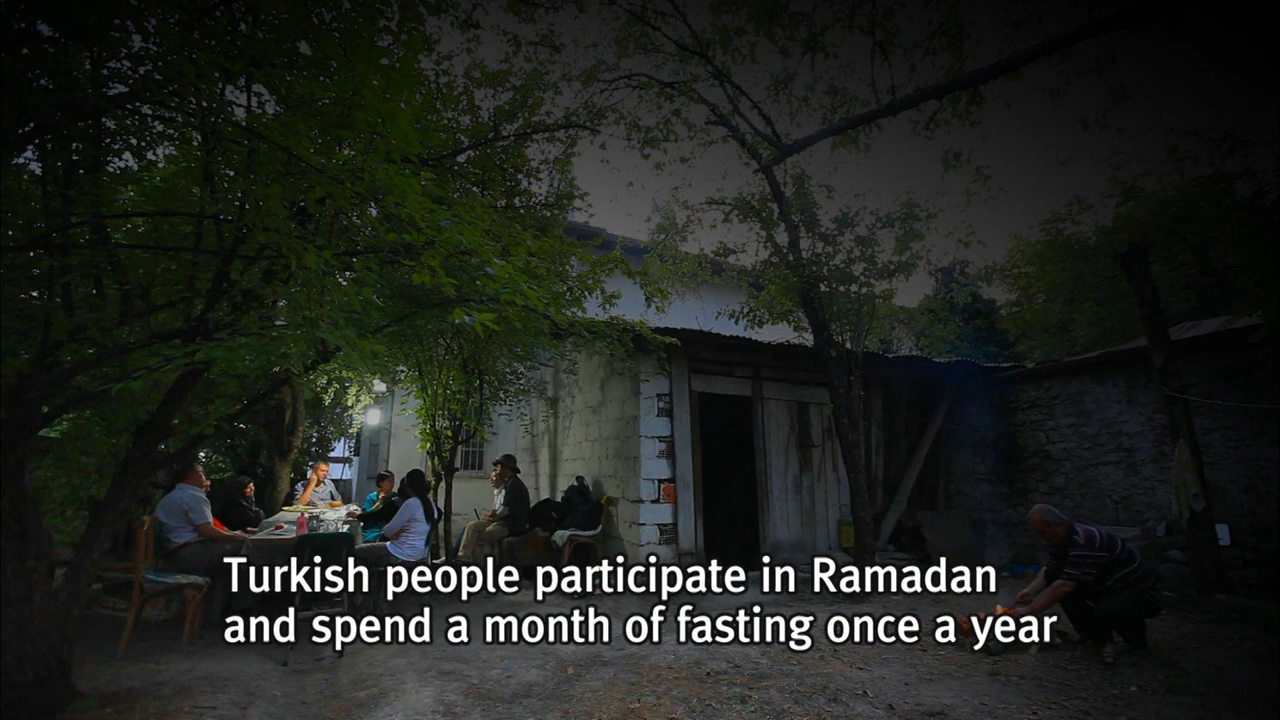 Turkish people participate in Ramadan
and spend a month of fasting once a year